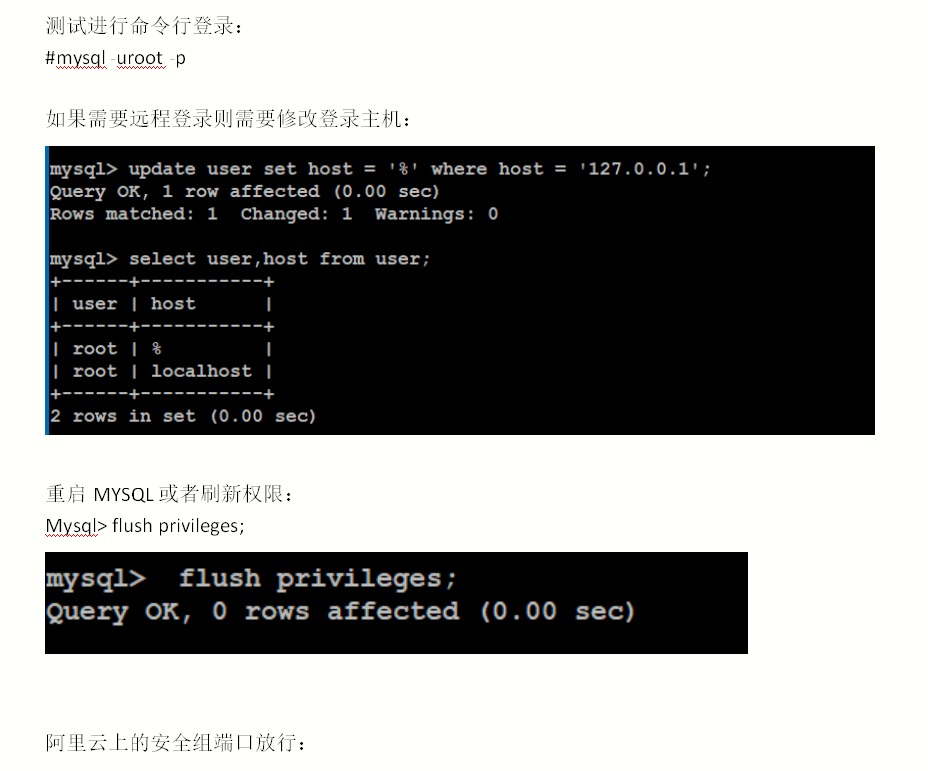 测试进行命令行登录：
#mysql -uroot -p
如果需要远程登录则需要修改登录主机：
mysql> update user set host = '%' where host = '127.0.0.1';
Query OK, 1 row affected (0.00 sec)
Rows matched: 1  Changed: 1  Warnings: 0
mysql> select user,host from user;
+------+-----------+
| user | host      |
+------+-----------+
| root | %         |
| root | localhost |
+------+-----------+
2 rows in set (0.00 sec)
重启 MYSQL 或者刷新权限：
Mysql> flush privileges;
mysql>  flush privileges;
Query OK, 0 rows affected (0.00 sec)
阿里云上的安全组端口放行：